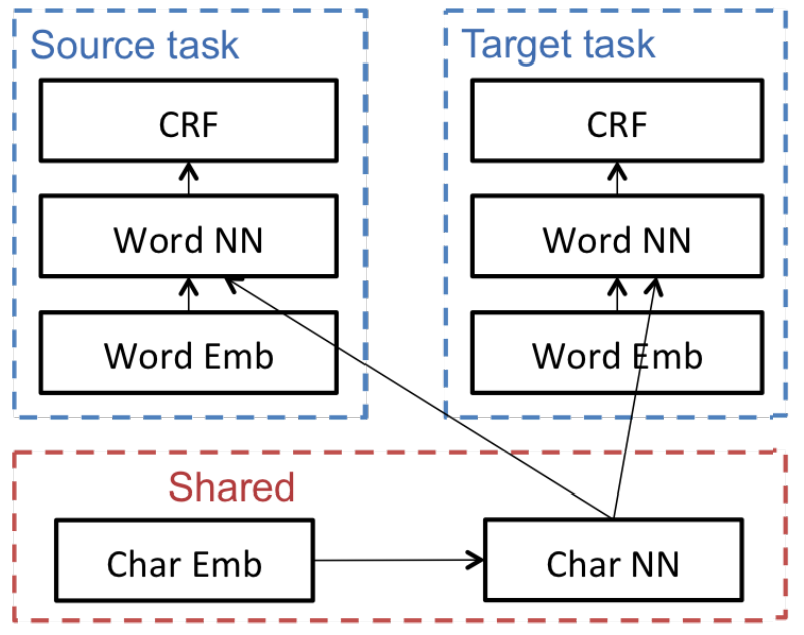 Source task
CRF
Word NN
Word Emb
Target task
CRF
Word NN
Word Emb
Shared
Char Emb
Char NN